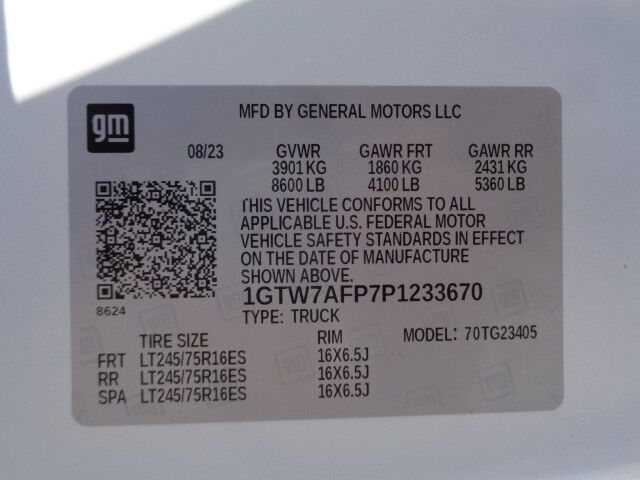 gm
MFD BY GENERAL MOTORS LLC
08/23 GVWR GAWR FRT GAWR RR
3901 KG 1860 KG 2431 KG
8600 LB 4100 LB 5360 LB
THIS VEHICLE CONFORMS TO ALL
APPLICABLE U.S. FEDERAL MOTOR
VEHICLE SAFETY STANDARDS IN EFFECT
ON THE DATE OF MANUFACTURE
SHOWN ABOVE.
8624
1GTW7AFP7P1233670
TYPE: TRUCK
TIRE SIZE RIM MODEL: 70TG23405
FRT LT245/75R16ES 16X6.5J
RR LT245/75R16ES 16X6.5J
SPA LT245/75R16ES 16X6.5J